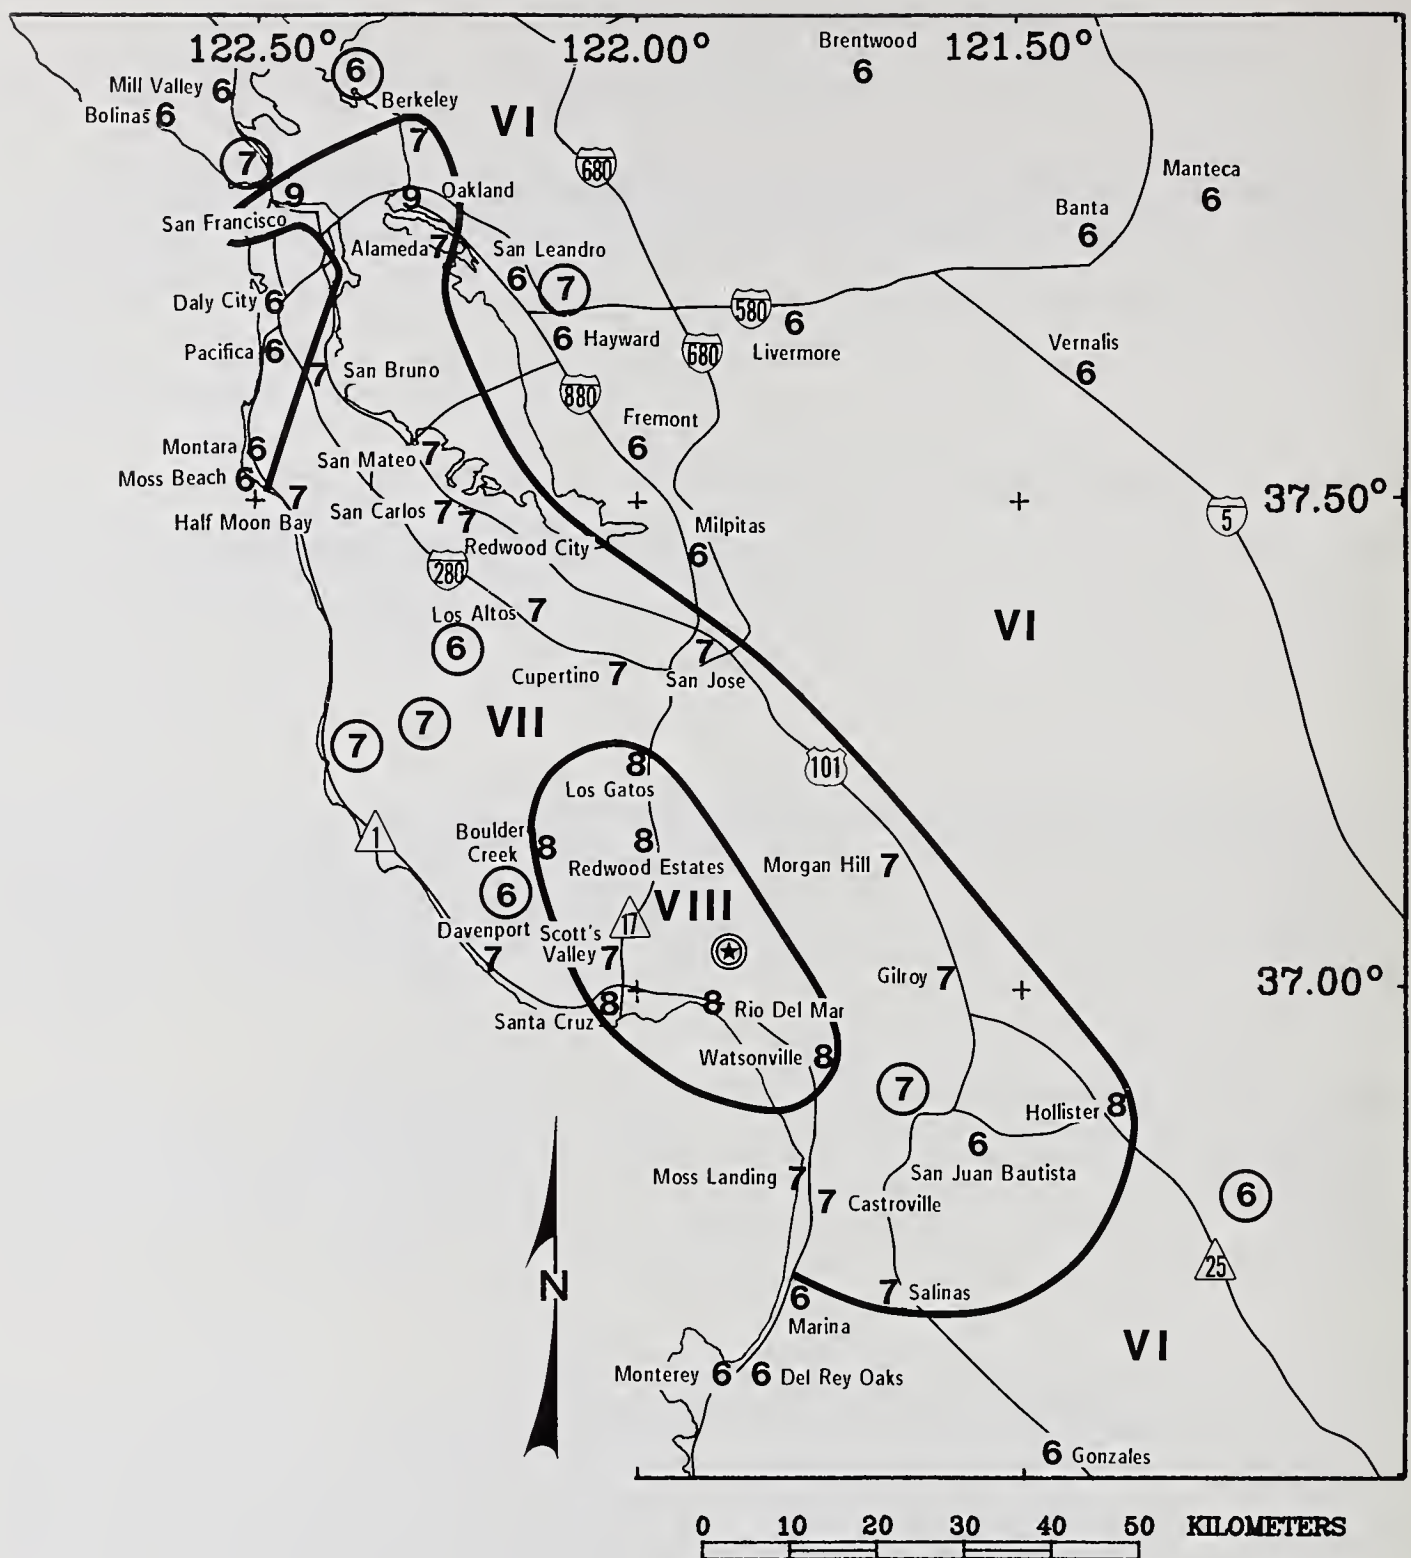 122.50° 122.00° 121.50°
Brentwood
6
6
Mill Valley 6
Bolinas 6
Berkeley
7
VI
7
680
Manteca
6
9
9
Oakland
San Francisco
Banta
6
Alameda 7
San Leandro
6
7
Daly City 6
580
6
Livermore
6 Hayward
680
Pacifica 6
7 San Bruno
Vernalis
6
880
Fremont
6
Montara 6
Moss Beach 6
San Mateo 7
7
Half Moon Bay
37.50°
5
San Carlos 7
7
Redwood City
Milpitas
6
280
Los Altos 7
6
VI
7
San Jose
Cupertino 7
VII
7
7
101
8
Los Gatos
1
Boulder
Creek 8
8
Redwood Estates
Morgan Hill 7
6
VIII
17
Davenport
7
Scott's
Valley 7
Gilroy 7
37.00°
8
Santa Cruz
8 Rio Del Mar
Watsonville 8
7
Hollister 8
6
San Juan Bautista
Moss Landing 7
7 Castroville
6
25
N
7 Salinas
6
Marina
VI
Monterey 6
6 Del Rey Oaks
6 Gonzales
0 10 20 30 40 50 KILOMETERS